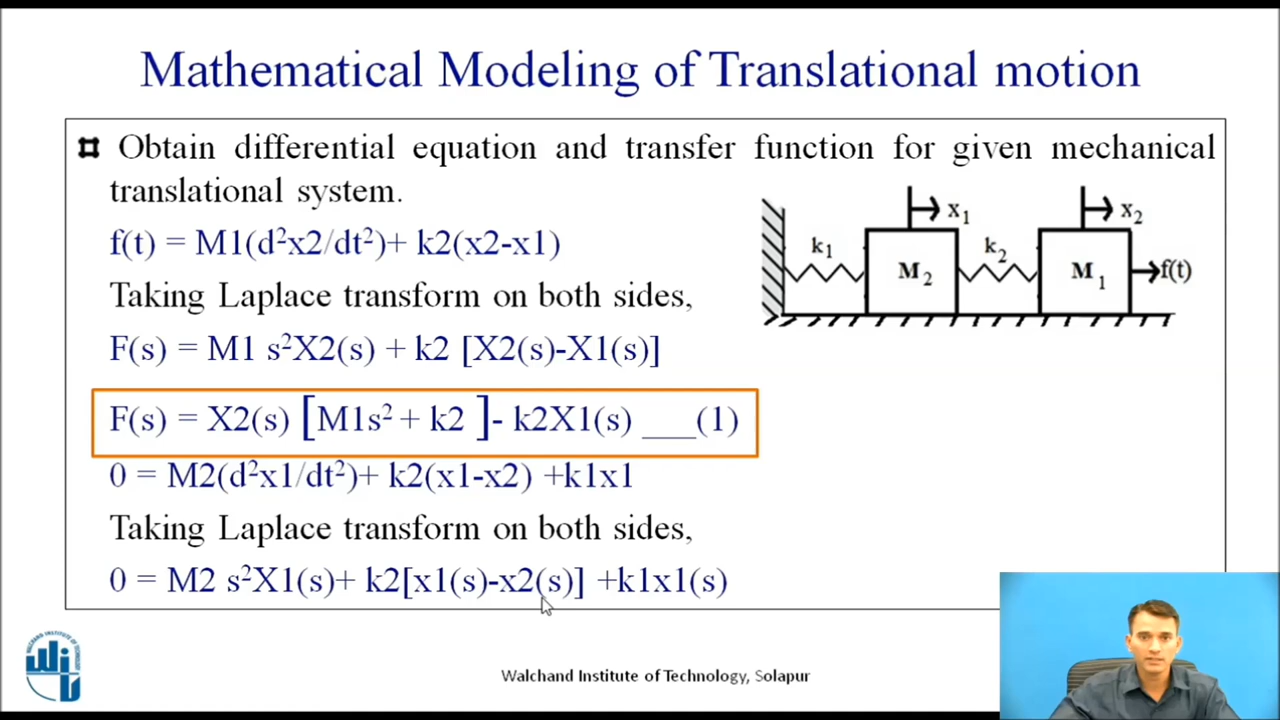 Mathematical Modeling of Translational motion
⌗ Obtain differential equation and transfer function for given mechanical
translational system.
f(t) = M1(d²x2/dt²)+ k2(x2-x1)
Taking Laplace transform on both sides,
F(s) = M1 s²X2(s) + k2 [X2(s)-X1(s)]
F(s) = X2(s) [M1s² + k2 ]- k2X1(s) ___(1)
0 = M2(d²x1/dt²)+ k2(x1-x2) +k1x1
Taking Laplace transform on both sides,
0 = M2 s²X1(s)+ k2[x1(s)-x2(s)] +k1x1(s)
x₁
x₂
k₁
M₂
k₂
M₁
f(t)
WIT
Walchand Institute of Technology, Solapur